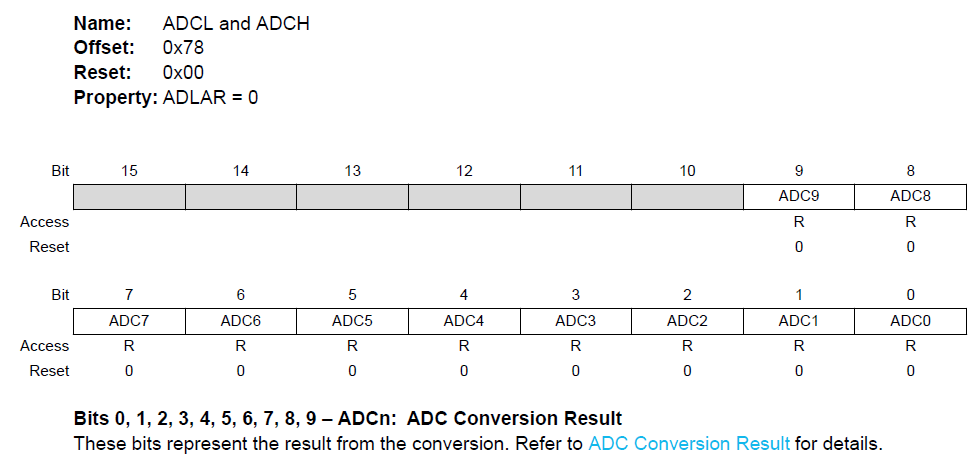 Name: ADCL and ADCH
Offset: 0x78
Reset: 0x00
Property: ADLAR = 0
Bit 15 14 13 12 11 10 9 8
ADC9 ADC8
Access R R
Reset 0 0
Bit 7 6 5 4 3 2 1 0
ADC7 ADC6 ADC5 ADC4 ADC3 ADC2 ADC1 ADC0
Access R R R R R R R R
Reset 0 0 0 0 0 0 0 0
Bits 0, 1, 2, 3, 4, 5, 6, 7, 8, 9 – ADCn: ADC Conversion Result
These bits represent the result from the conversion. Refer to ADC Conversion Result for details.